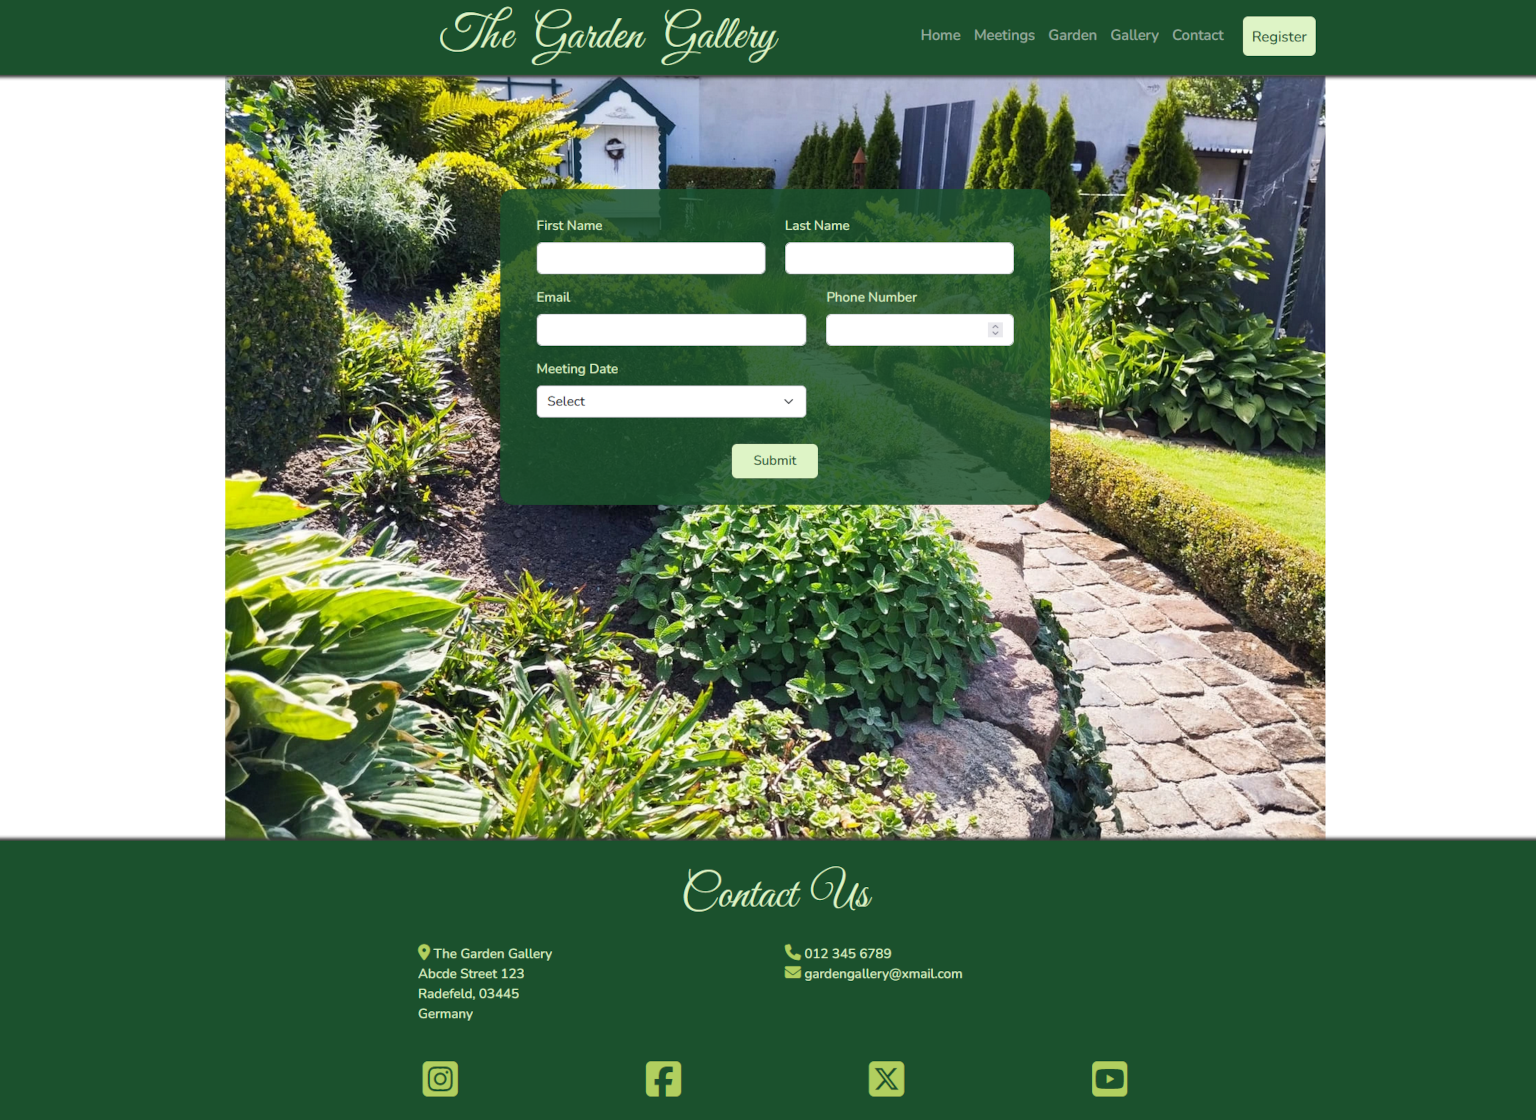 The Garden Gallery
Home Meetings Garden Gallery Contact Register
First Name Last Name
Email Phone Number
Meeting Date
Select
Submit
Contact Us
The Garden Gallery
Abcde Street 123
Radefeld, 03445
Germany
012 345 6789
gardengallery@xmail.com